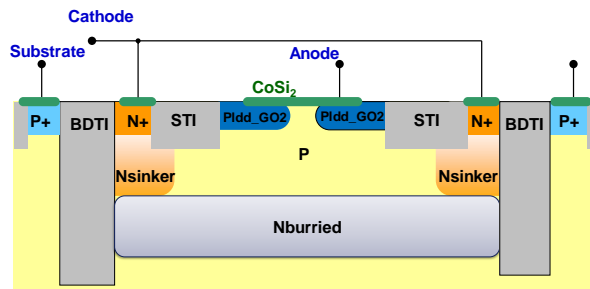 Cathode
Substrate
Anode
CoSi2
P+
BDTI
N+
STI
Pldd_GO2
Pldd_GO2
STI
N+
BDTI
P+
P
Nsinker
Nsinker
Nburried